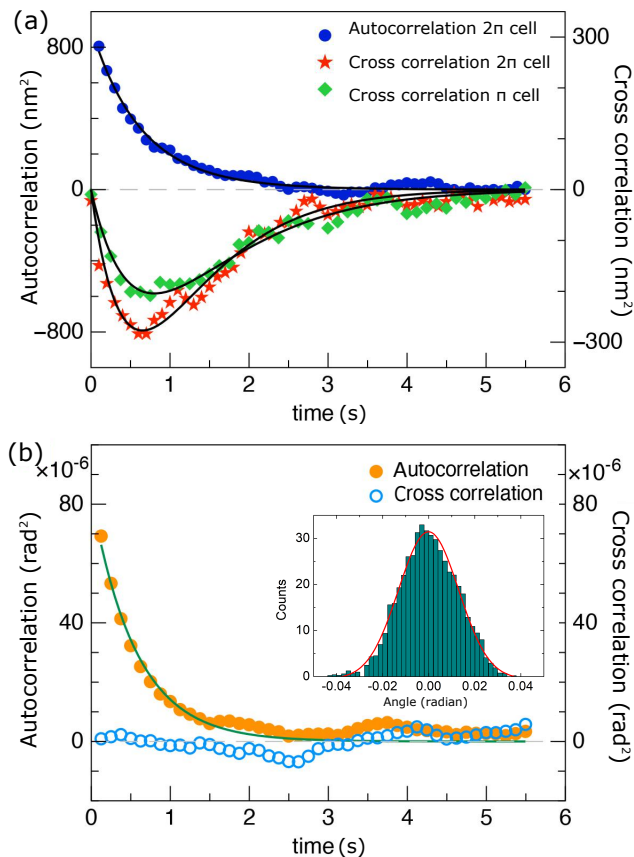 (a)
800
0
−800
Autocorrelation (nm²)
Autocorrelation 2π cell
Cross correlation 2π cell
Cross correlation π cell
300
0
−300
Cross correlation (nm²)
0 1 2 3 4 5 6
time (s)
(b)
×10⁻⁶
80
40
0
Autocorrelation (rad²)
Autocorrelation
Cross correlation
×10⁻⁶
80
40
0
Cross correlation (rad²)
30
20
10
0
Counts
-0.04 -0.02 0.00 0.02 0.04
Angle (radian)
0 1 2 3 4 5 6
time (s)